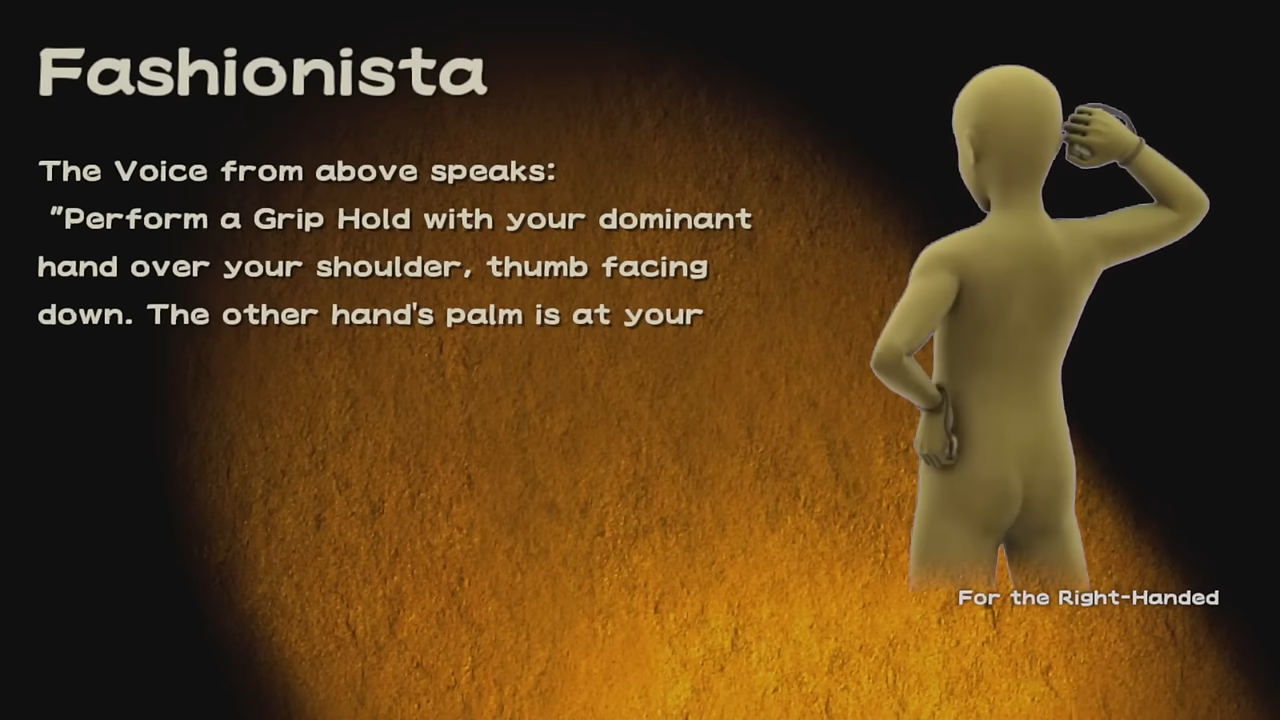 Fashionista
The Voice from above speaks:
"Perform a Grip Hold with your dominant
hand over your shoulder, thumb facing
down. The other hand's palm is at your
For the Right-Handed